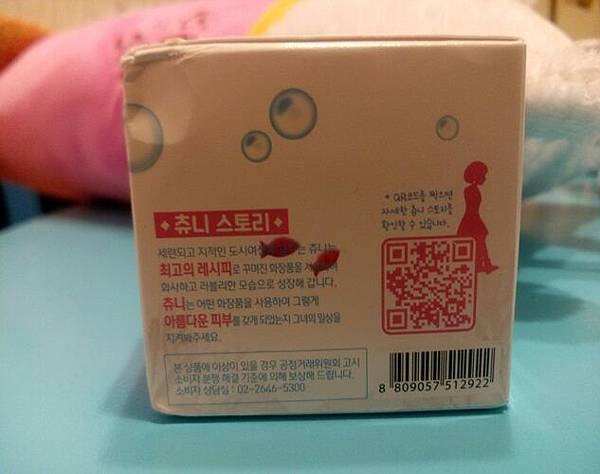 츄니 스토리
세련되고 지적인 도시여성 츄니는
최고의 레시피로 꾸며진 화장품을
화사하고 러블리한 모습으로 성장해 갑니다.
츄니는 어떤 화장품을 사용하여 그렇게
아름다운 피부를 갖게 되었는지 그녀의 일상을
지켜봐주세요.
* QR코드를 찍으면
자세한 츄니 스토리를
확인할 수 있습니다.
본 상품에 이상이 있을 경우 공정거래위원회 고시
소비자 분쟁 해결 기준에 의해 보상해 드립니다.
소비자 상담실 : 02-2646-5300
8 809057 512922